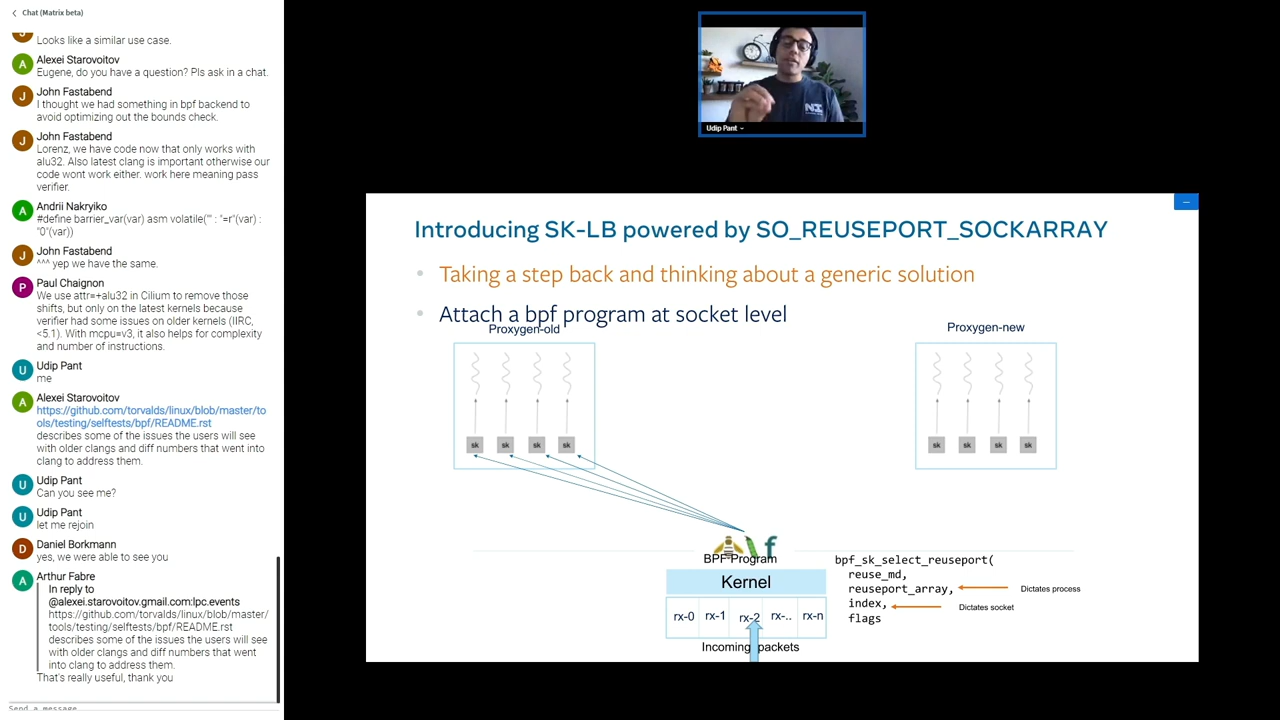 Chat (Matrix beta)
Looks like a similar use case.
A
Alexei Starovoitov
Eugene, do you have a question? Pls ask in a chat.
J
John Fastabend
I thought we had something in bpf backend to
avoid optimizing out the bounds check.
J
John Fastabend
Lorenz, we have code now that only works with
alu32. Also latest clang is important otherwise our
code wont work either. work here meaning pass
verifier.
A
Andrii Nakryiko
#define barrier_var(var) asm volatile("" : "=r"(var) :
"0"(var))
J
John Fastabend
^^^ yep we have the same.
P
Paul Chaignon
We use attr=+alu32 in Cilium to remove those
shifts, but only on the latest kernels because
verifier had some issues on older kernels (IIRC,
<5.1). With mcpu=v3, it also helps for complexity
and number of instructions.
U
Udip Pant
me
A
Alexei Starovoitov
https://github.com/torvalds/linux/blob/master/to
ols/testing/selftests/bpf/README.rst
describes some of the issues the users will see
with older clangs and diff numbers that went into
clang to address them.
U
Udip Pant
Can you see me?
U
Udip Pant
let me rejoin
D
Daniel Borkmann
yes, we were able to see you
A
Arthur Fabre
In reply to
@alexei.starovoitov.gmail.com:lpc.events
https://github.com/torvalds/linux/blob/master/
tools/testing/selftests/bpf/README.rst
describes some of the issues the users will see
with older clangs and diff numbers that went
into clang to address them.
That's really useful, thank you
Send a message
Udip Pant
Introducing SK-LB powered by SO_REUSEPORT_SOCKARRAY
• Taking a step back and thinking about a generic solution
• Attach a bpf program at socket level
Proxygen-old
Proxygen-new
sk sk sk sk
sk sk sk sk
f
BPF-Program
Kernel
rx-0 rx-1 rx-2 rx-.. rx-n
Incoming packets
bpf_sk_select_reuseport(
reuse_md,
reuseport_array,
Dictates process
index,
Dictates socket
flags